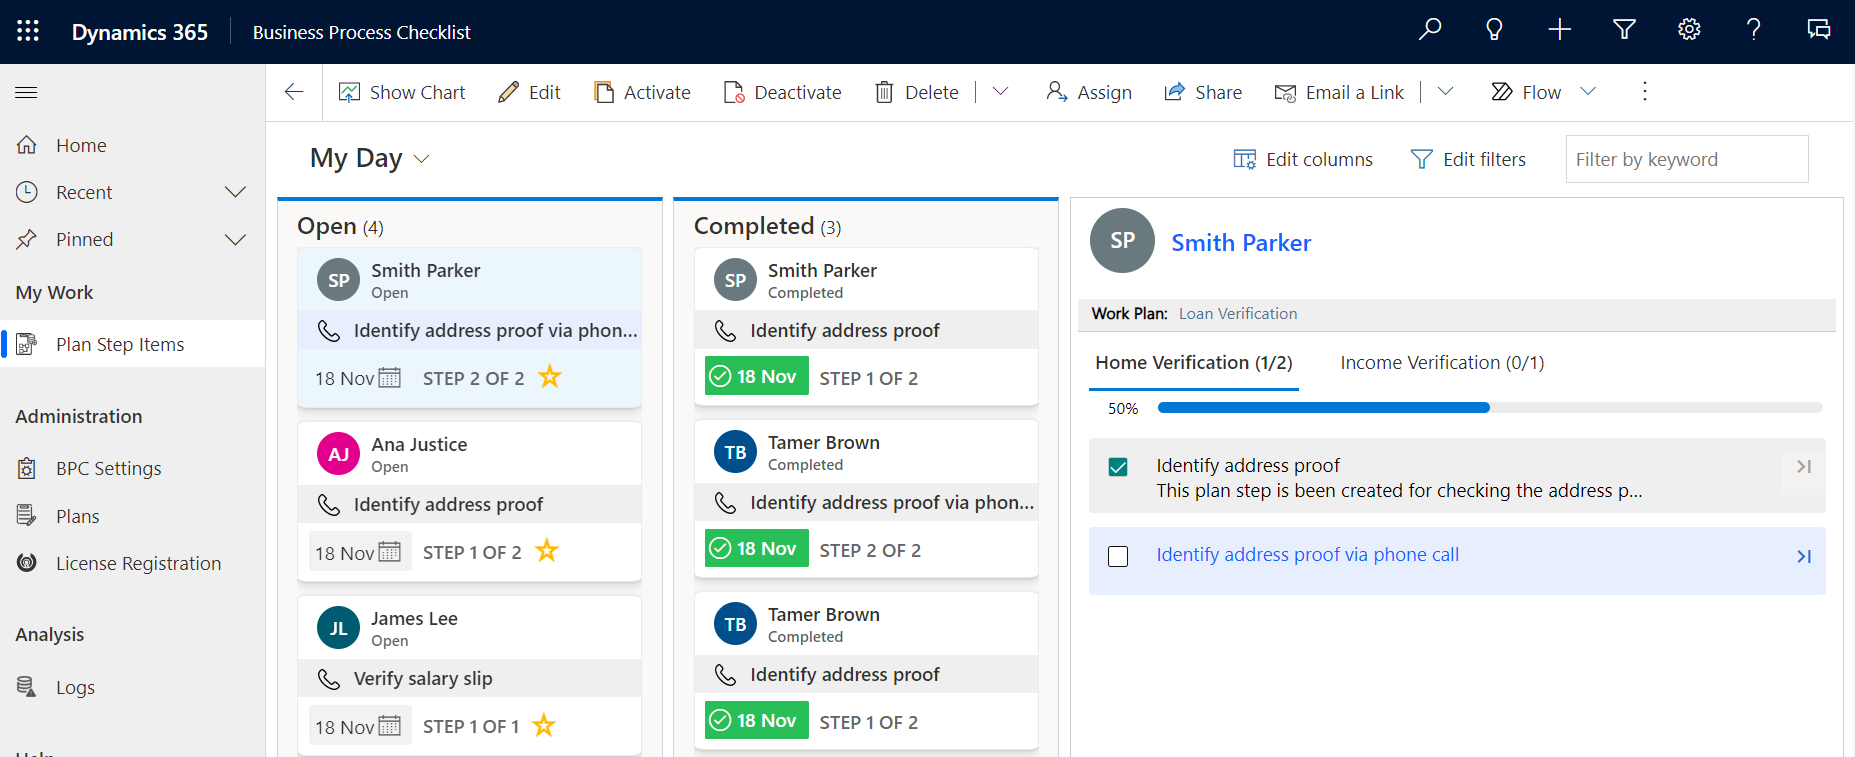 Dynamics 365
Business Process Checklist
Show Chart
Edit
Activate
Deactivate
Delete
Assign
Share
Email a Link
Flow
Home
Recent
Pinned
My Work
Plan Step Items
Administration
BPC Settings
Plans
License Registration
Analysis
Logs
My Day
Edit columns
Edit filters
Filter by keyword
Open (4)
SP
Smith Parker
Open
Identify address proof via phon...
18 Nov
STEP 2 OF 2
AJ
Ana Justice
Open
Identify address proof
18 Nov
STEP 1 OF 2
JL
James Lee
Open
Verify salary slip
18 Nov
STEP 1 OF 1
Completed (3)
SP
Smith Parker
Completed
Identify address proof
18 Nov
STEP 1 OF 2
TB
Tamer Brown
Completed
Identify address proof via phon...
18 Nov
STEP 2 OF 2
TB
Tamer Brown
Completed
Identify address proof
18 Nov
STEP 1 OF 2
SP
Smith Parker
Work Plan: Loan Verification
Home Verification (1/2)
Income Verification (0/1)
50%
Identify address proof
This plan step is been created for checking the address p...
Identify address proof via phone call